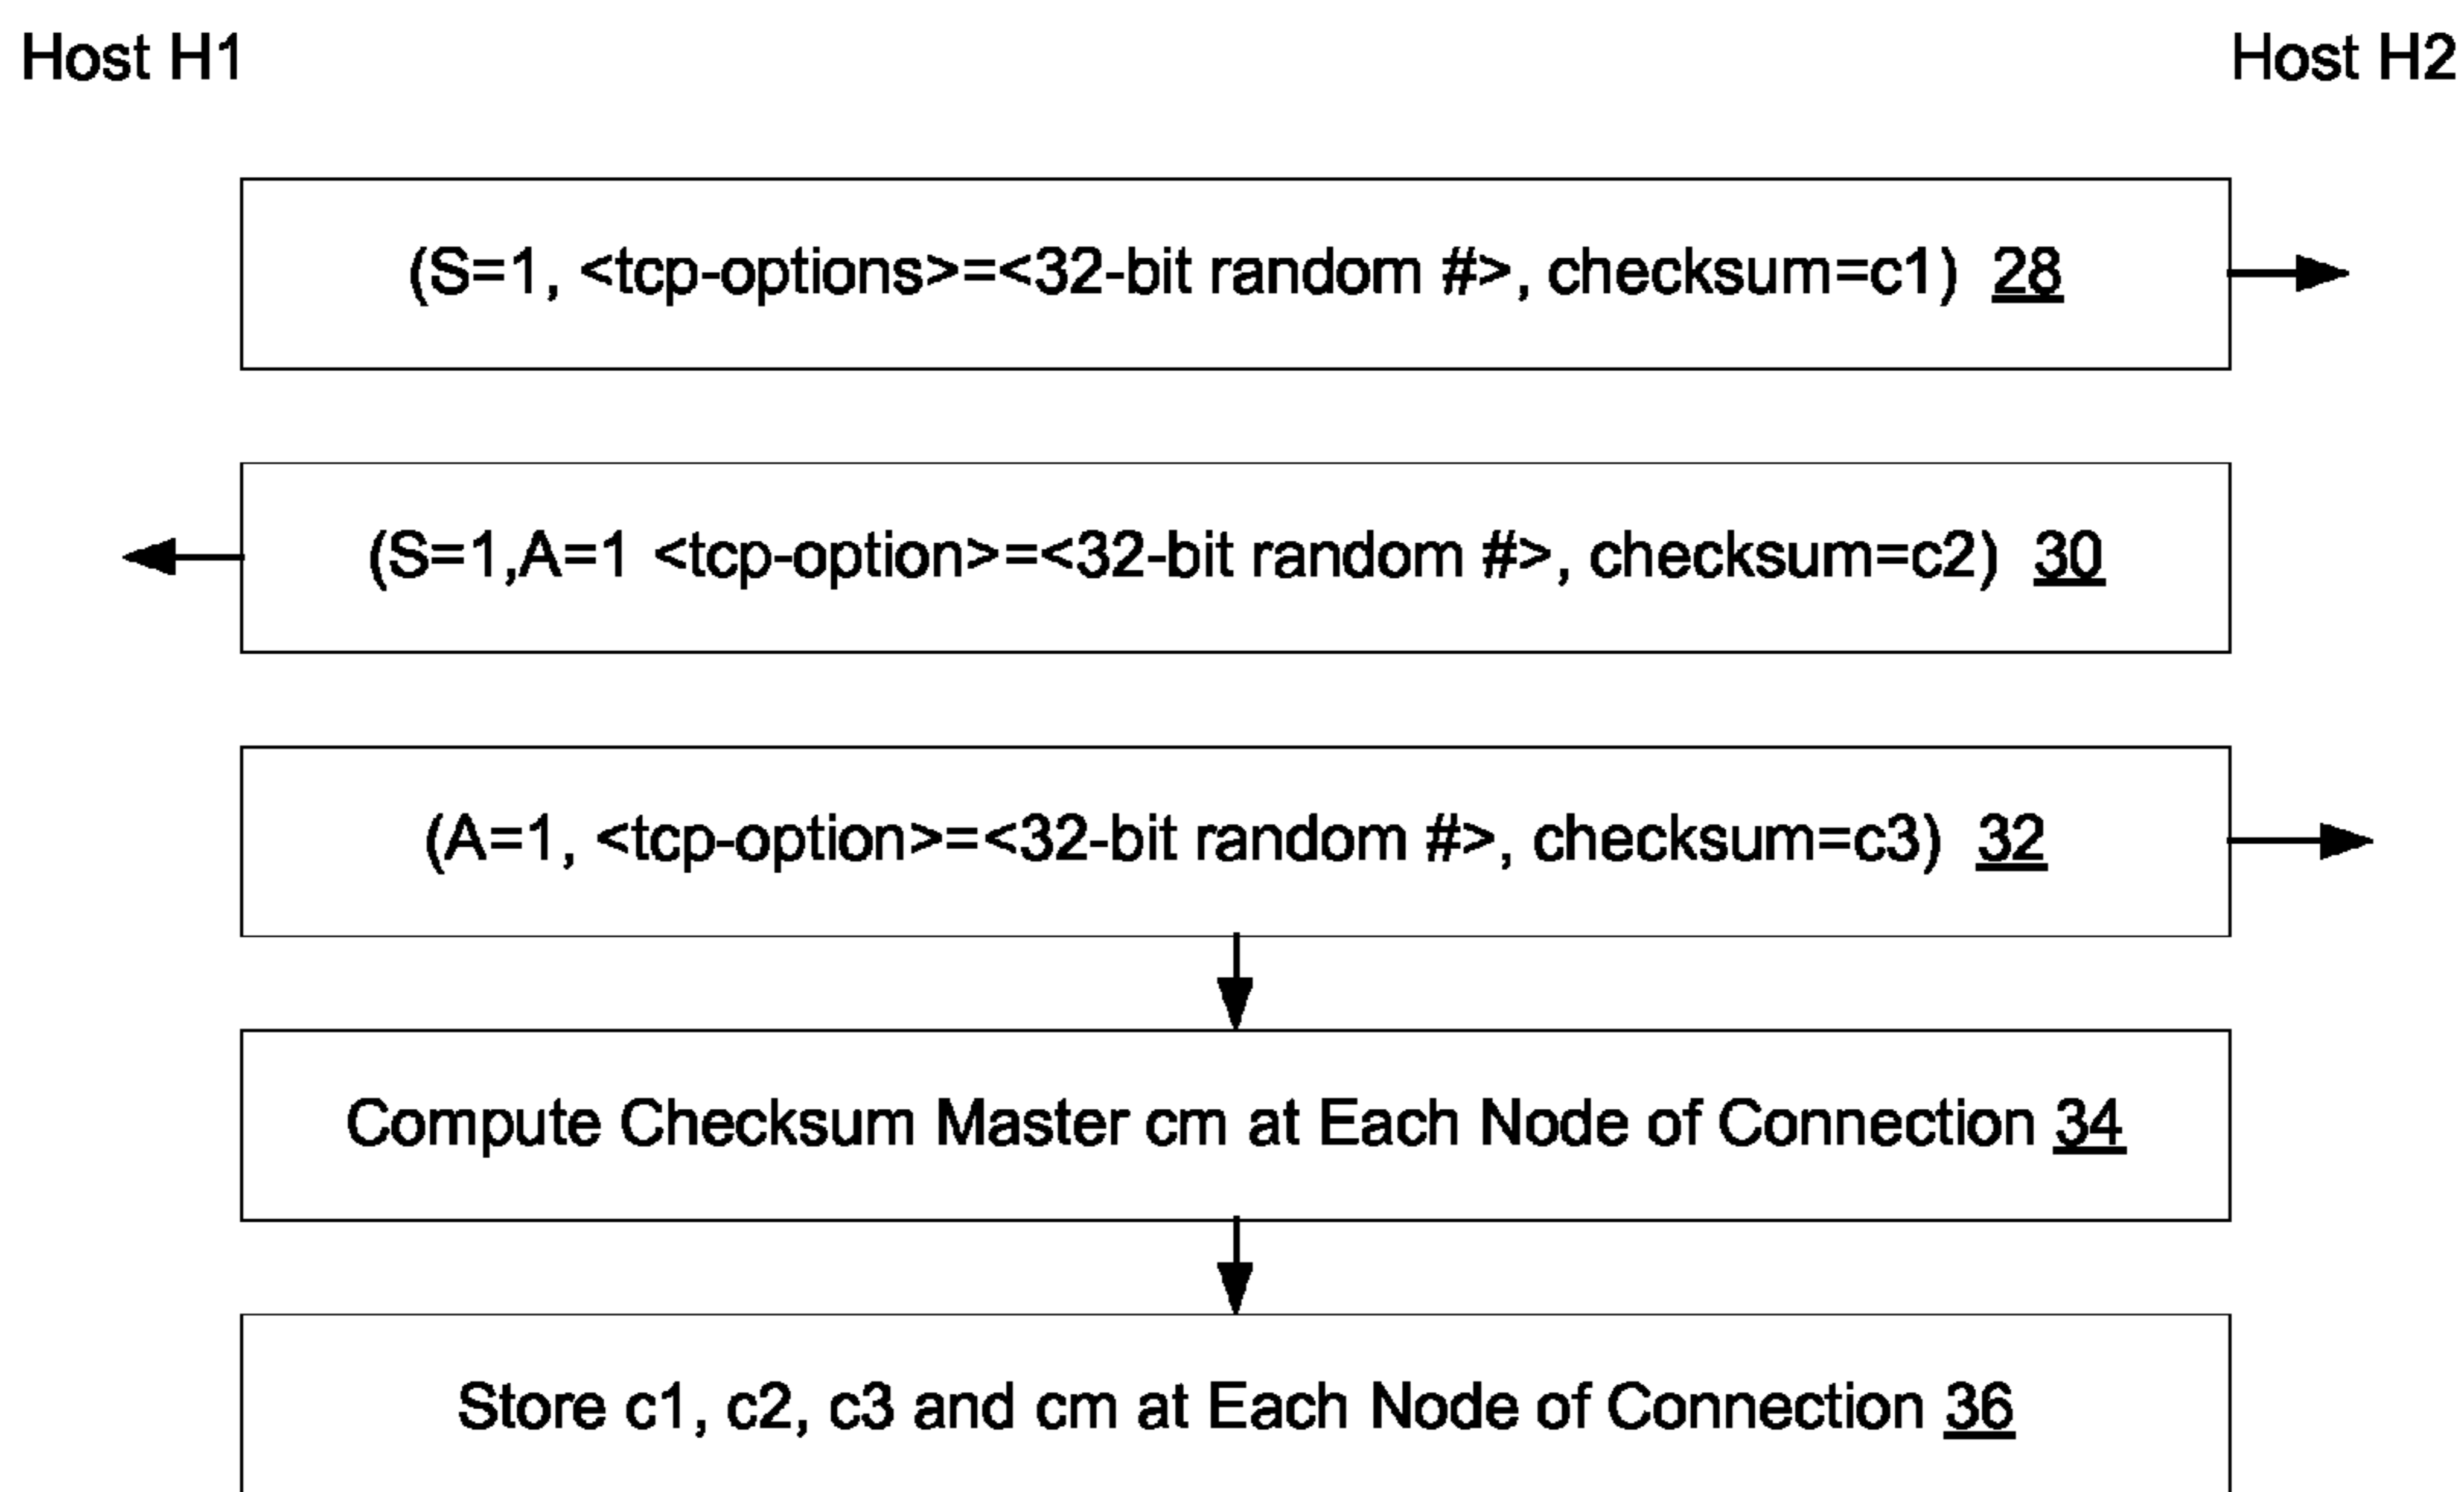 Host H1
Host H2
(S=1, <tcp-options>=<32-bit random #>, checksum=c1) 28
(S=1,A=1 <tcp-option>=<32-bit random #>, checksum=c2) 30
(A=1, <tcp-option>=<32-bit random #>, checksum=c3) 32
Compute Checksum Master cm at Each Node of Connection 34
Store c1, c2, c3 and cm at Each Node of Connection 36